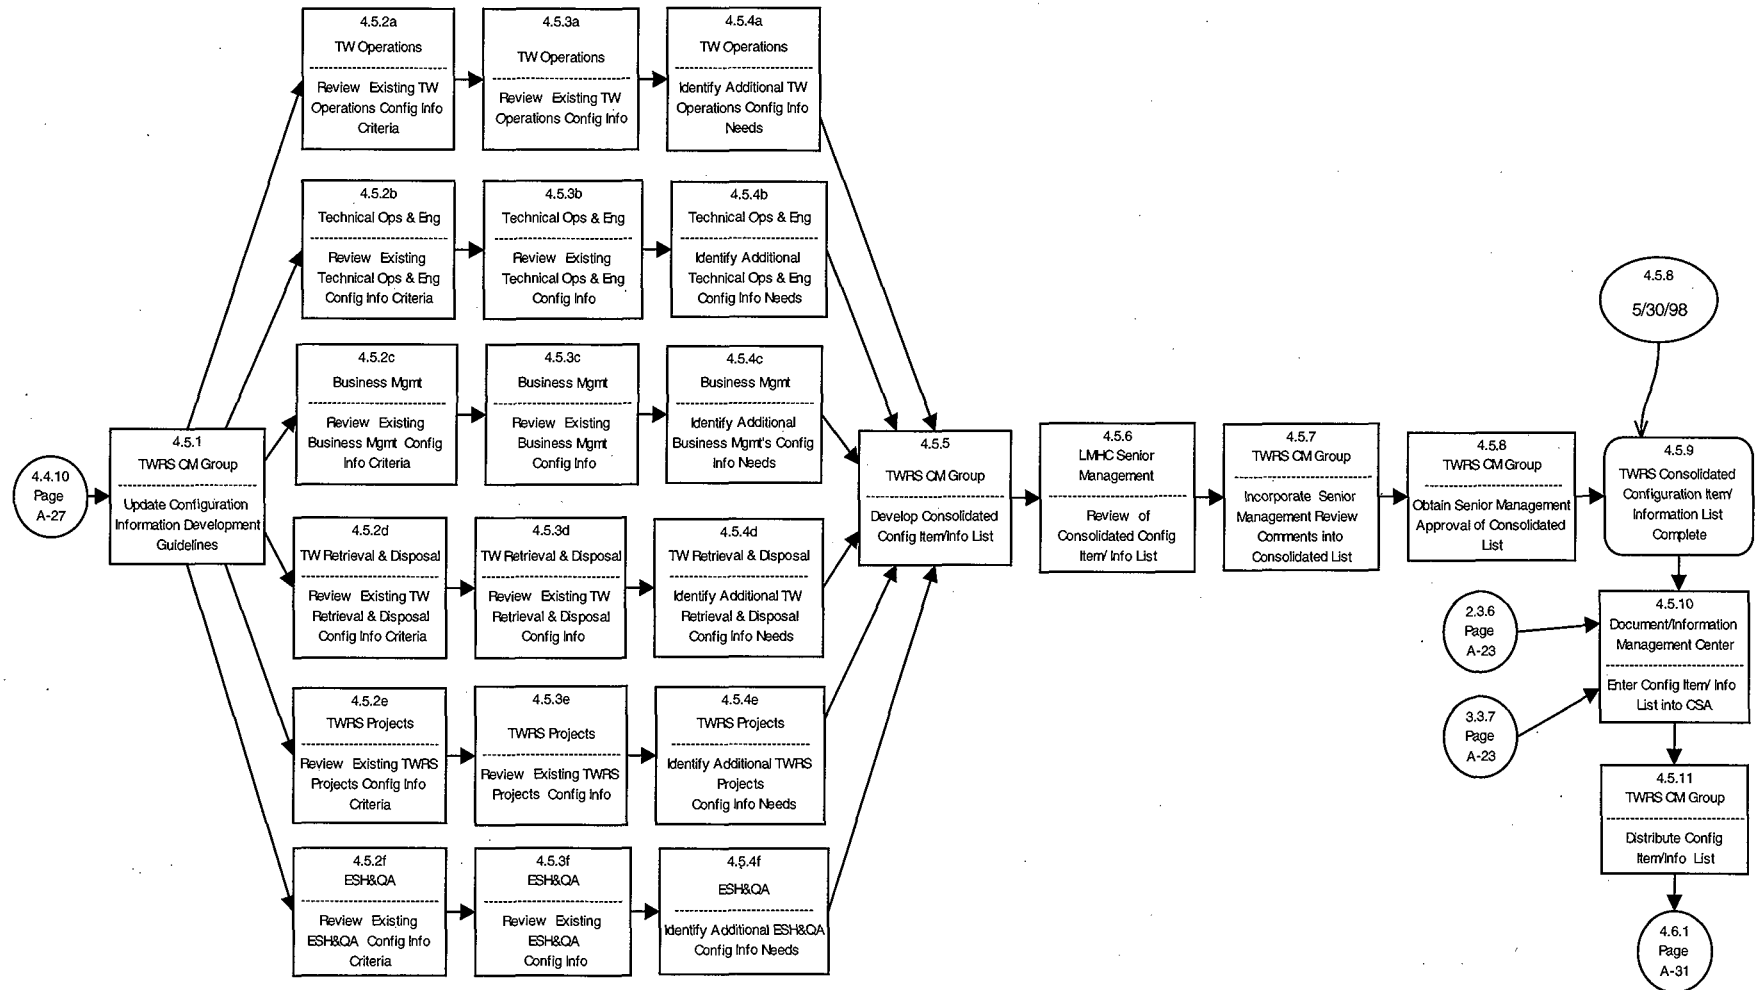 4.4.10
Page
A-27
4.5.1
TWRS CM Group
Update Configuration
Information Development
Guidelines
4.5.2a
TW Operations
Review Existing TW
Operations Config Info
Criteria
4.5.3a
TW Operations
Review Existing TW
Operations Config Info
4.5.4a
TW Operations
Identify Additional TW
Operations Config Info
Needs
4.5.2b
Technical Ops & Eng
Review Existing
Technical Ops & Eng
Config Info Criteria
4.5.3b
Technical Ops & Eng
Review Existing
Technical Ops & Eng
Config Info
4.5.4b
Technical Ops & Eng
Identify Additional
Technical Ops & Eng
Config Info Needs
4.5.2c
Business Mgmt
Review Existing
Business Mgmt Config
Info Criteria
4.5.3c
Business Mgmt
Review Existing
Business Mgmt
Config Info
4.5.4c
Business Mgmt
Identify Additional
Business Mgmt's Config
Info Needs
4.5.2d
TW Retrieval & Disposal
Review Existing TW
Retrieval & Disposal
Config Info Criteria
4.5.3d
TW Retrieval & Disposal
Review Existing TW
Retrieval & Disposal
Config Info
4.5.4d
TW Retrieval & Disposal
Identify Additional TW
Retrieval & Disposal
Config Info Needs
4.5.2e
TWRS Projects
Review Existing TWRS
Projects Config Info
Criteria
4.5.3e
TWRS Projects
Review Existing TWRS
Projects Config Info
4.5.4e
TWRS Projects
Identify Additional TWRS
Projects
Config Info Needs
4.5.2f
ESH&QA
Review Existing
ESH&QA Config Info
Criteria
4.5.3f
ESH&QA
Review Existing
ESH&QA
Config Info
4.5.4f
ESH&QA
Identify Additional ESH&QA
Config Info Needs
4.5.5
TWRS CM Group
Develop Consolidated
Config Item/Info List
4.5.6
LMHC Senior
Management
Review of
Consolidated Config
Item/ Info List
4.5.7
TWRS CM Group
Incorporate Senior
Management Review
Comments into
Consolidated List
4.5.8
TWRS CM Group
Obtain Senior Management
Approval of Consolidated
List
4.5.8
5/30/98
4.5.9
TWRS Consolidated
Configuration Item/
Information List
Complete
2.3.6
Page
A-23
3.3.7
Page
A-23
4.5.10
Document/Information
Management Center
Enter Config Item/ Info
List into CSA
4.5.11
TWRS CM Group
Distribute Config
Item/Info List
4.6.1
Page
A-31